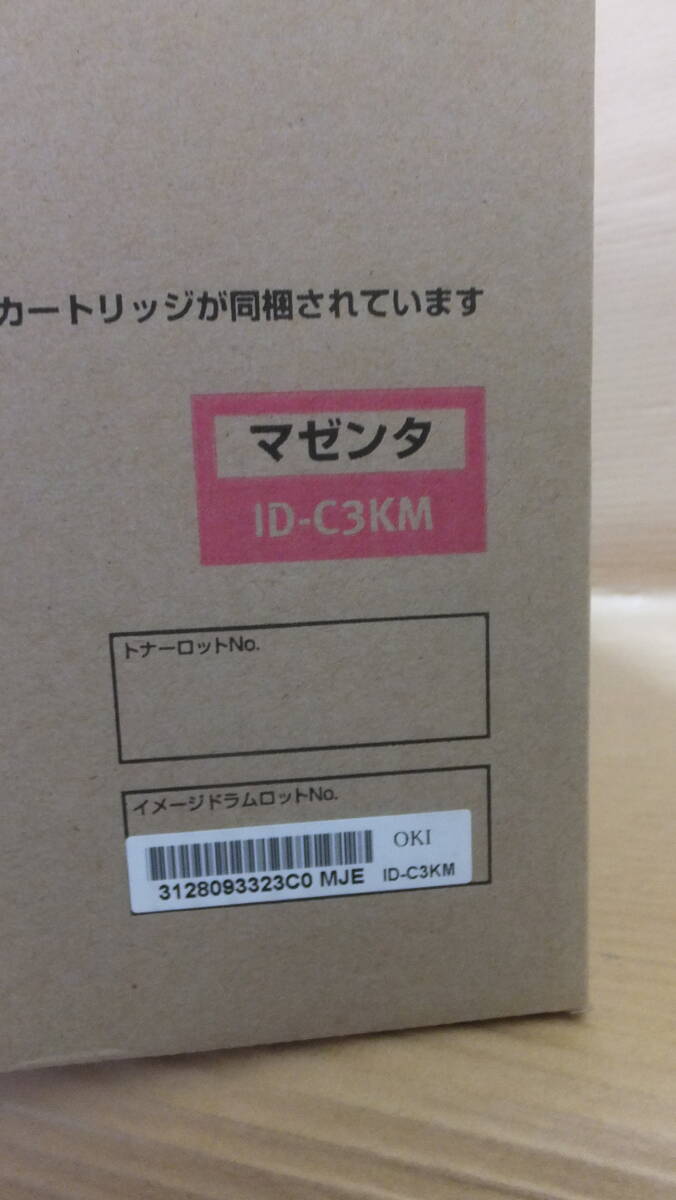 カートリッジが同梱されています
マゼンタ
ID-C3KM
トナーロットNo.
イメージドラムロットNo.
OKI
3128093323C0 MJE ID-C3KM